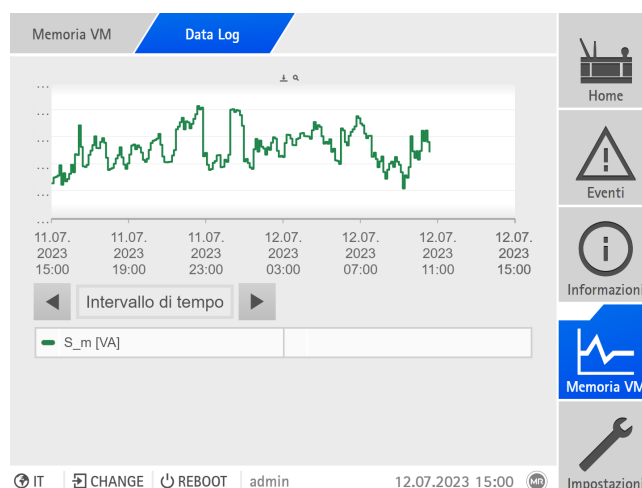 Memoria VM
Data Log
Home
...
...
...
...
...
...
11.07. 11.07. 11.07. 12.07. 12.07. 12.07. 12.07.
2023 2023 2023 2023 2023 2023 2023
15:00 19:00 23:00 03:00 07:00 11:00 15:00
Eventi
Informazioni
Intervallo di tempo
S_m [VA]
Memoria VM
IT
CHANGE
REBOOT
admin
12.07.2023 15:00
MR
Impostazion